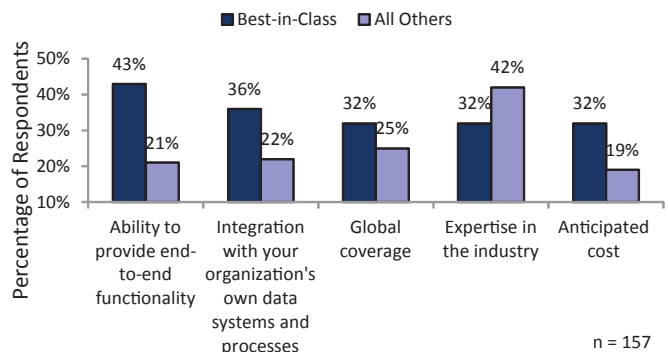 Best-in-Class All Others
Percentage of Respondents
50%
40%
30%
20%
10%
43%
21%
36%
22%
32%
25%
32%
42%
32%
19%
Ability to
provide end-
to-end
functionality
Integration
with your
organization's
own data
systems and
processes
Global
coverage
Expertise in
the industry
Anticipated
cost
n = 157